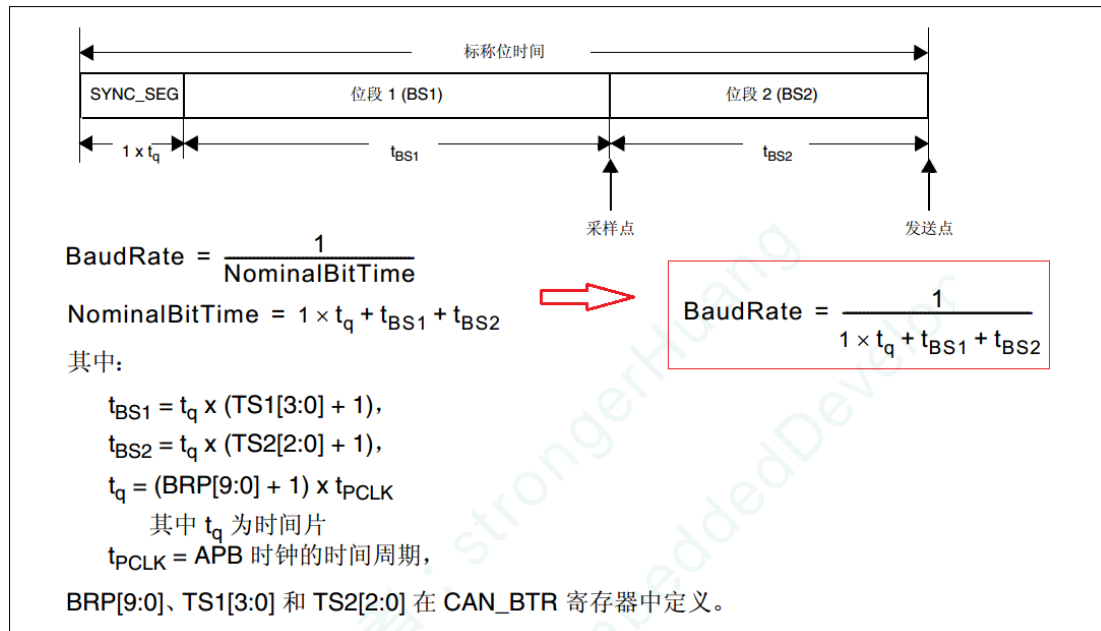 标称位时间
SYNC_SEG 位段 1 (BS1) 位段 2 (BS2)
1 x tq tBS1 tBS2
采样点 发送点
BaudRate = 1 / NominalBitTime
NominalBitTime = 1 × tq + tBS1 + tBS2
BaudRate = 1 / 1 × tq + tBS1 + tBS2
其中:
tBS1 = tq x (TS1[3:0] + 1),
tBS2 = tq x (TS2[2:0] + 1),
tq = (BRP[9:0] + 1) x tPCLK
其中 tq 为时间片
tPCLK = APB 时钟的时间周期,
BRP[9:0]、TS1[3:0] 和 TS2[2:0] 在 CAN_BTR 寄存器中定义。
: strongerHuang